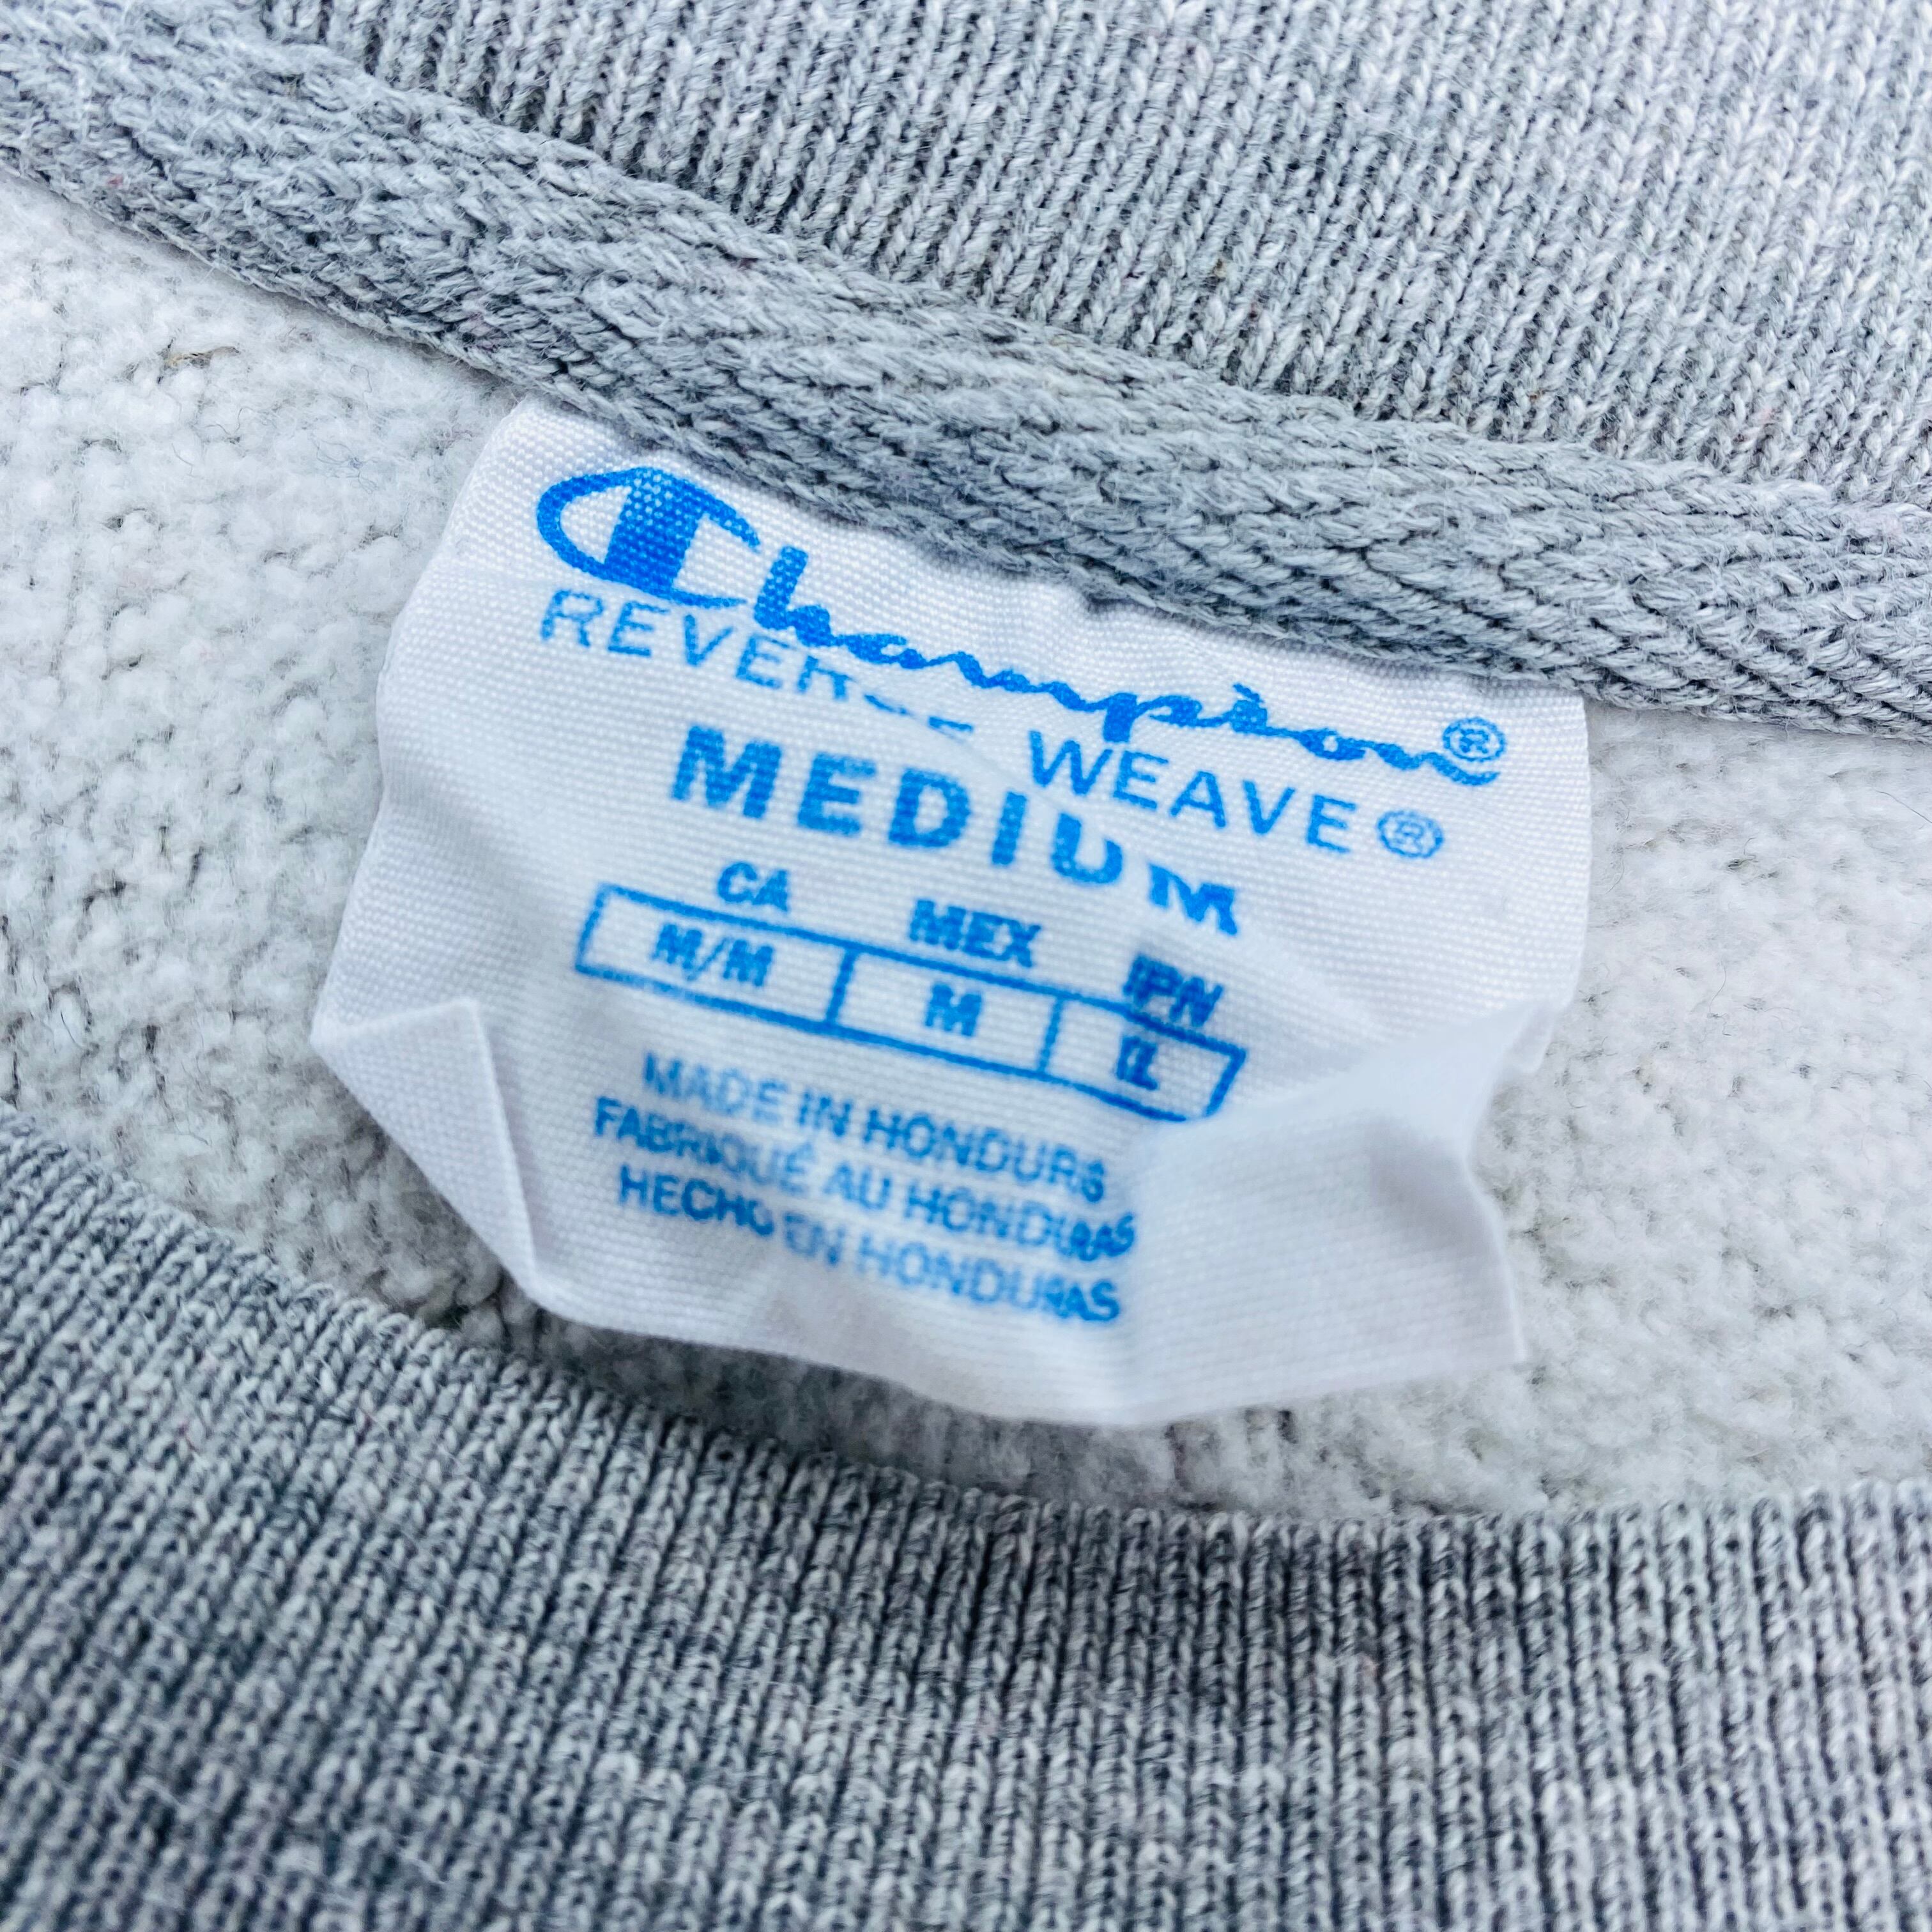 Champion®
REVERSE WEAVE®
MEDIUM
CA MEX JPN
M/M M L
MADE IN HONDURAS
FABRIQUÉ AU HONDURAS
HECHO EN HONDURAS